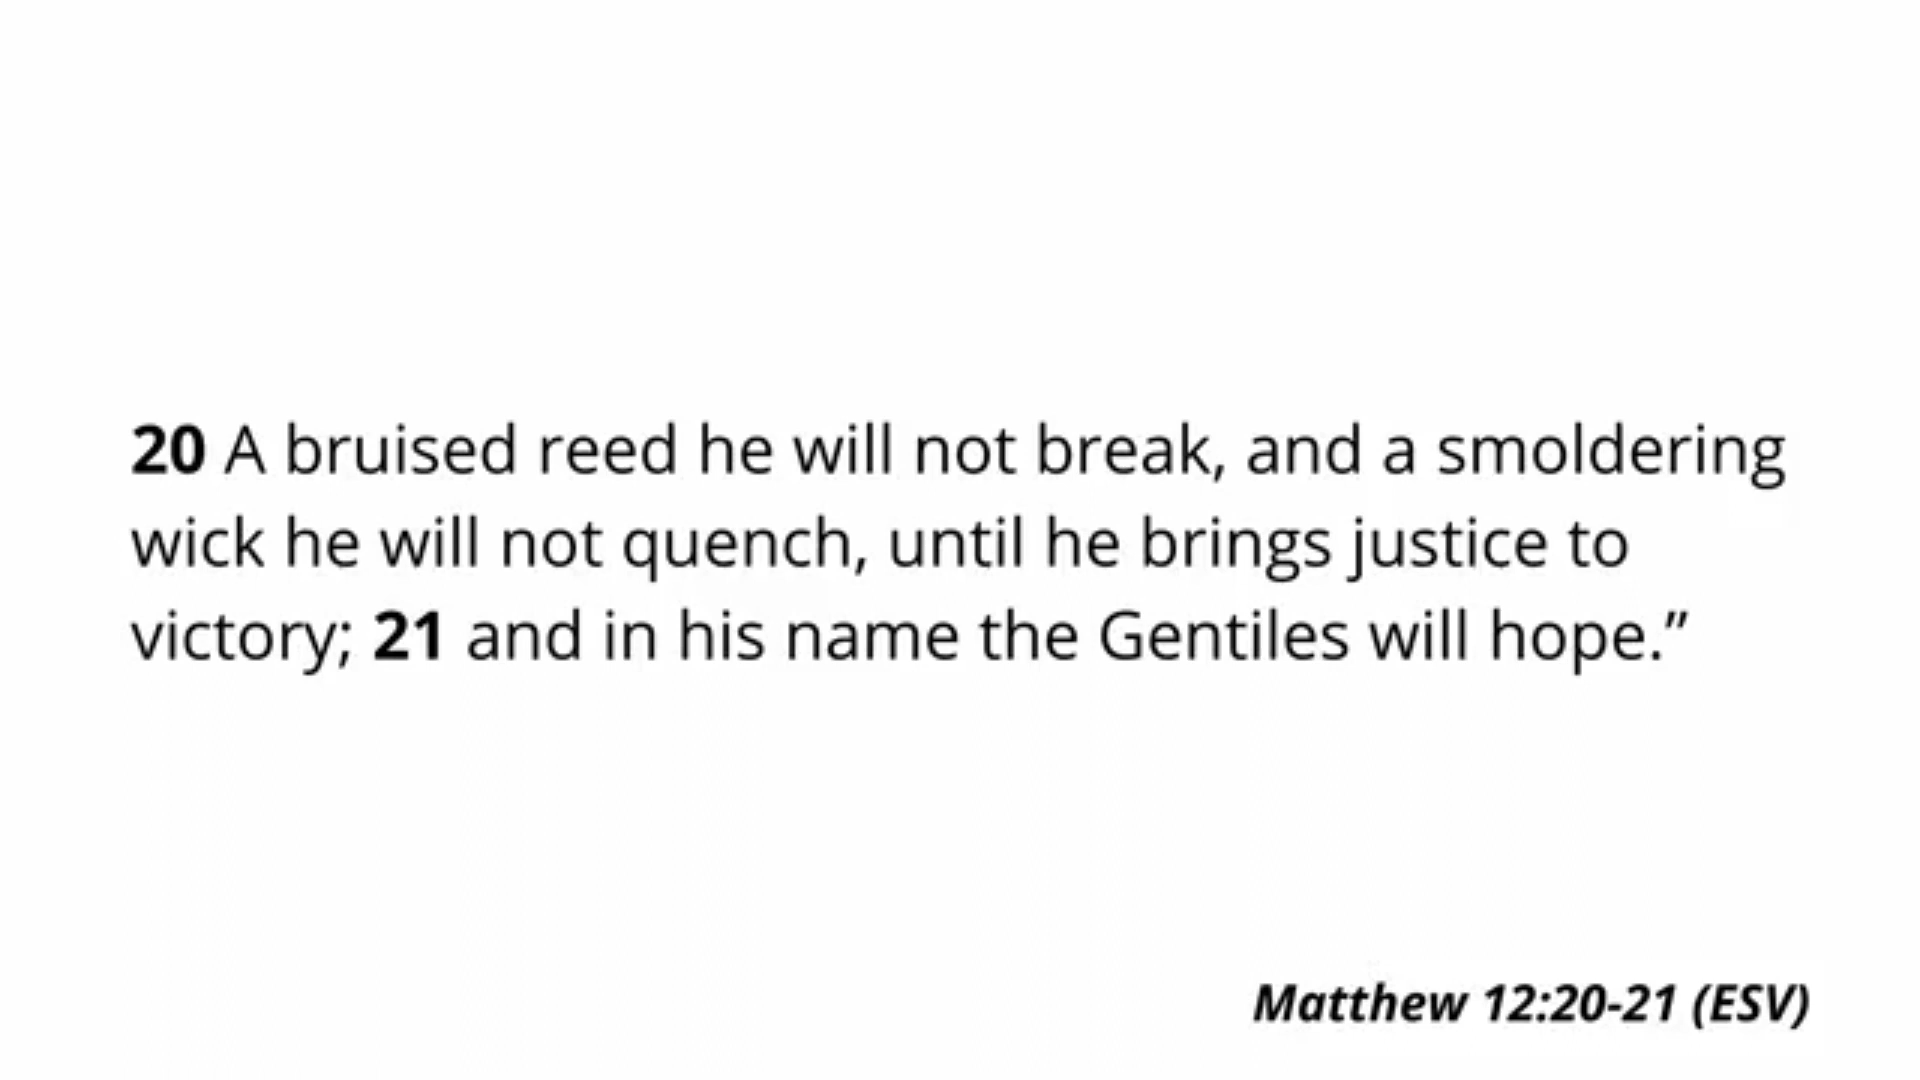 20 A bruised reed he will not break, and a smoldering
wick he will not quench, until he brings justice to
victory; 21 and in his name the Gentiles will hope.”
Matthew 12:20-21 (ESV)